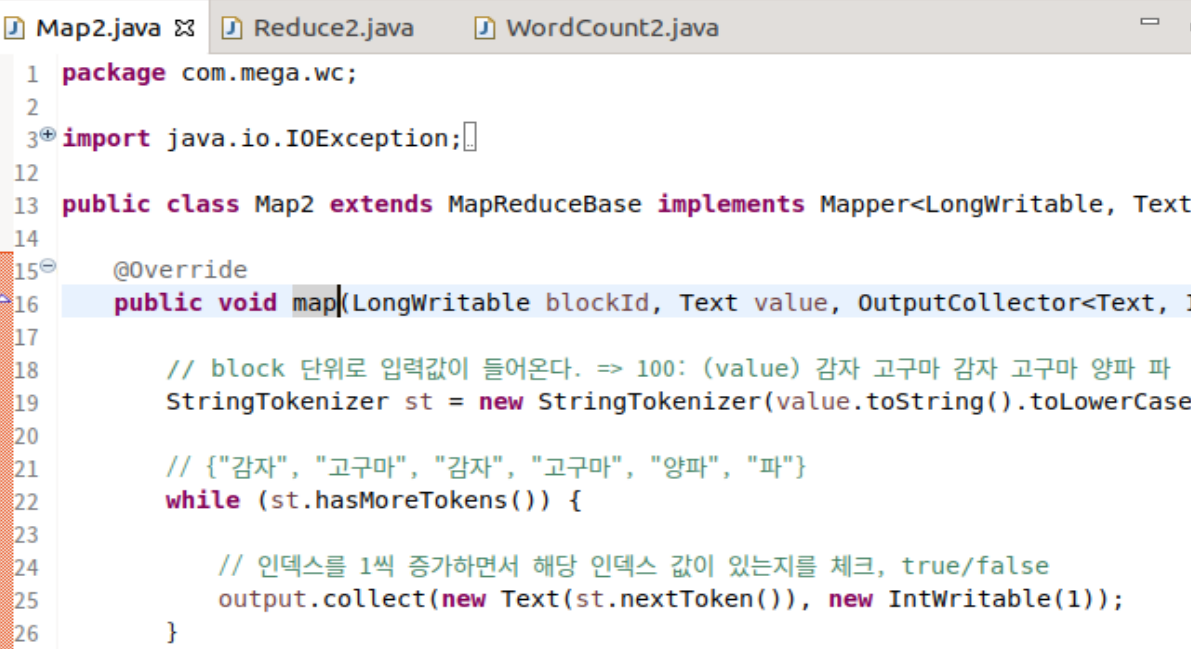 Map2.java
Reduce2.java
WordCount2.java
1 package com.mega.wc;
2
3 import java.io.IOException;
12
13 public class Map2 extends MapReduceBase implements Mapper<LongWritable, Text
14
15 @Override
16 public void map(LongWritable blockId, Text value, OutputCollector<Text, I
17
18 // block 단위로 입력값이 들어온다. => 100: (value) 감자 고구마 감자 고구마 양파 파
19 StringTokenizer st = new StringTokenizer(value.toString().toLowerCase
20
21 // {"감자", "고구마", "감자", "고구마", "양파", "파"}
22 while (st.hasMoreTokens()) {
23
24 // 인덱스를 1씩 증가하면서 해당 인덱스 값이 있는지를 체크, true/false
25 output.collect(new Text(st.nextToken()), new IntWritable(1));
26 }